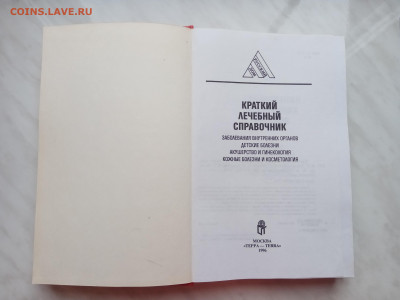 COINS.LAVE.RU
КРАТКИЙ
ЛЕЧЕБНЫЙ
СПРАВОЧНИК
ЗАБОЛЕВАНИЯ ВНУТРЕННИХ ОРГАНОВ
ДЕТСКИЕ БОЛЕЗНИ
АКУШЕРСТВО И ГИНЕКОЛОГИЯ
КОЖНЫЕ БОЛЕЗНИ И КОСМЕТОЛОГИЯ
МОСКВА
«ТЕРРА — TERRA»
1994